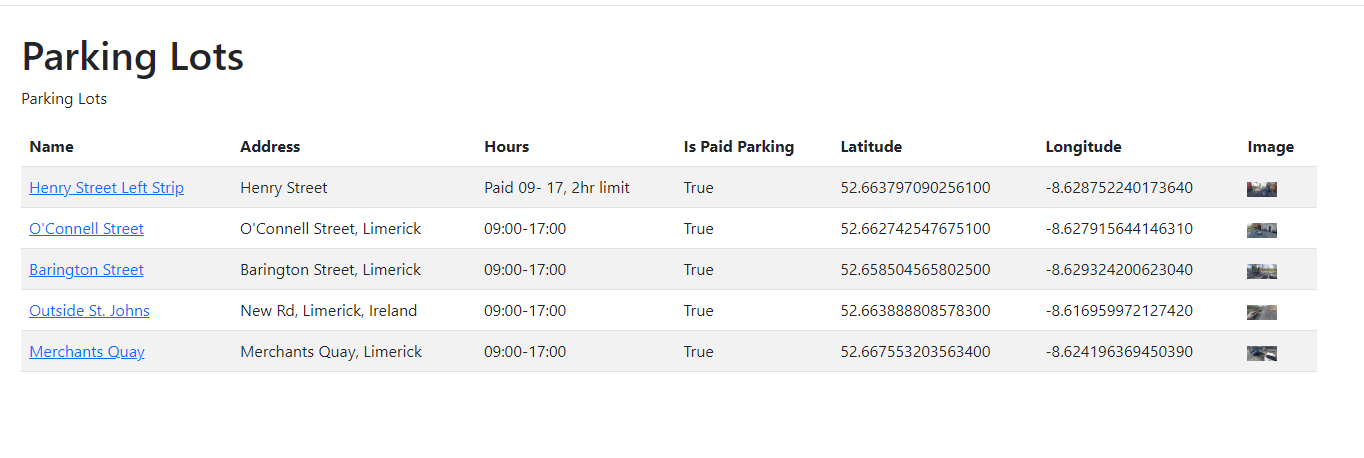 Parking Lots
Parking Lots
Name Address Hours Is Paid Parking Latitude Longitude Image
Henry Street Left Strip Henry Street Paid 09- 17, 2hr limit True 52.663797090256100 -8.628752240173640
O'Connell Street O'Connell Street, Limerick 09:00-17:00 True 52.662742547675100 -8.627915644146310
Barington Street Barington Street, Limerick 09:00-17:00 True 52.658504565802500 -8.629324200623040
Outside St. Johns New Rd, Limerick, Ireland 09:00-17:00 True 52.663888808578300 -8.616959972127420
Merchants Quay Merchants Quay, Limerick 09:00-17:00 True 52.667553203563400 -8.624196369450390